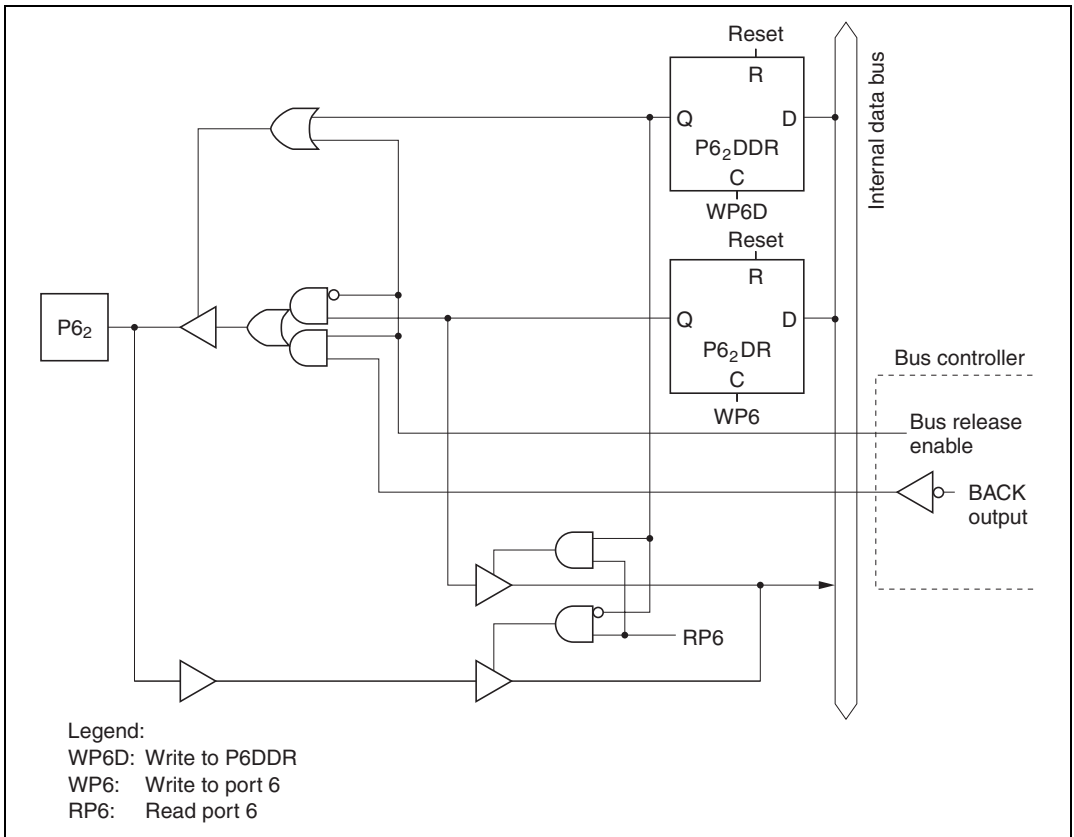 Reset
R
Q D
P6₂DDR
C
WP6D
Reset
R
Q D
P6₂DR
C
WP6
Internal data bus
P6₂
Bus controller
Bus release
enable
BACK
output
RP6
Legend:
WP6D: Write to P6DDR
WP6: Write to port 6
RP6: Read port 6